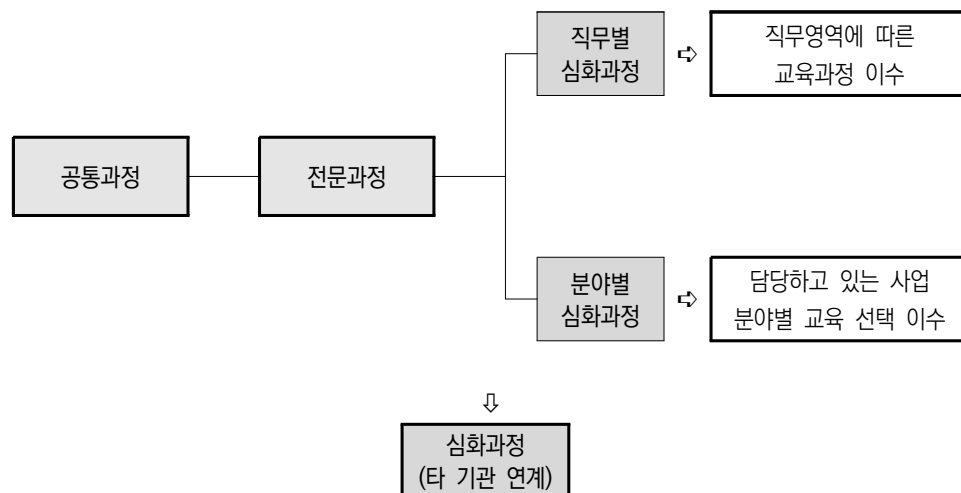 직무별
심화과정
➪
직무영역에 따른
교육과정 이수
공통과정
전문과정
분야별
심화과정
➪
담당하고 있는 사업
분야별 교육 선택 이수
⇩
심화과정
(타 기관 연계)